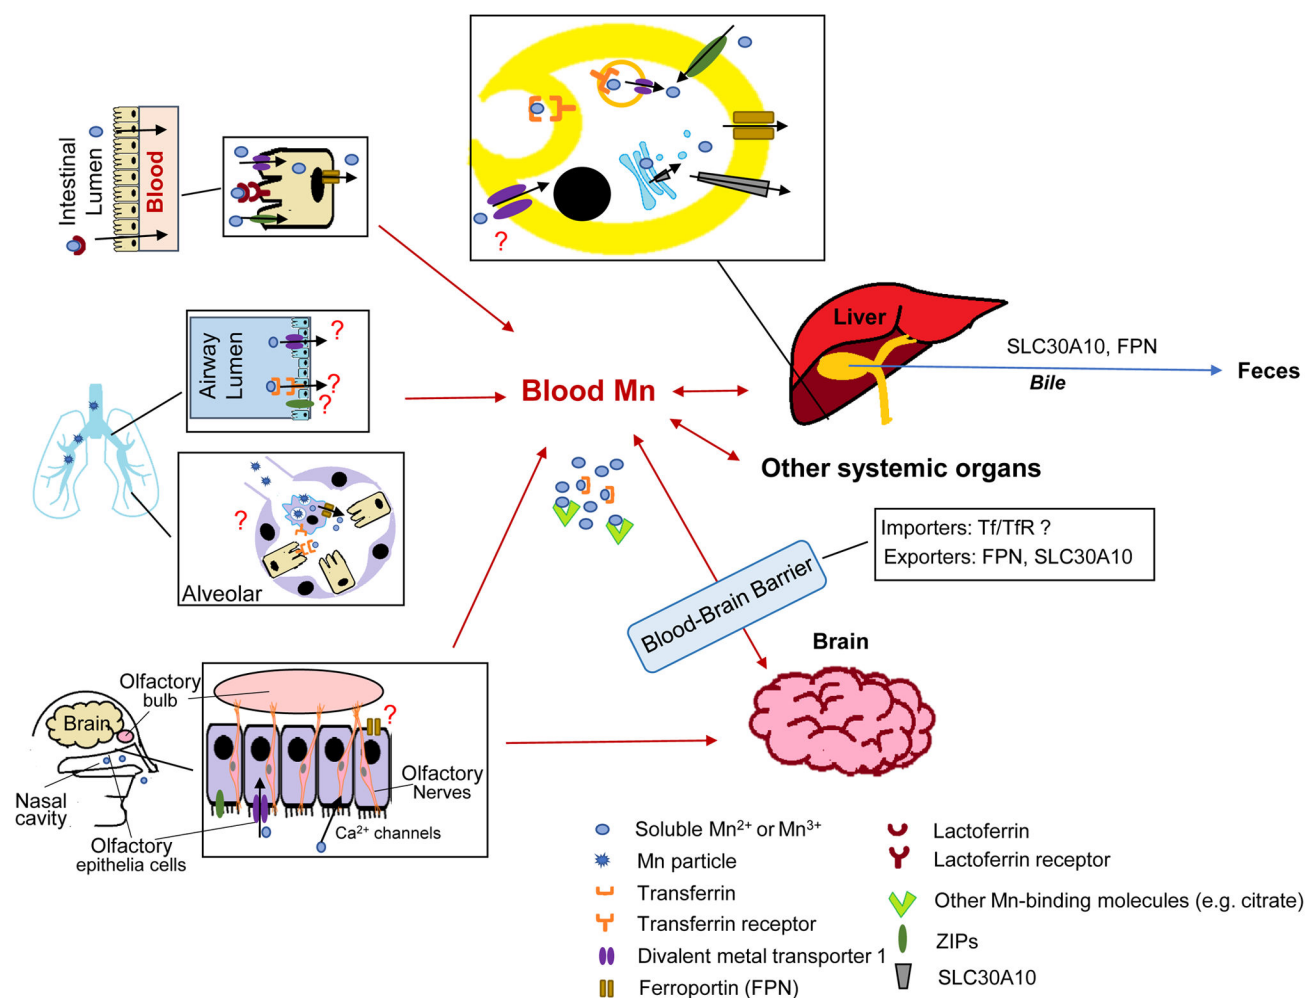 Intestinal
Lumen
Blood
?
Airway
Lumen
?
?
?
?
Alveolar
Blood Mn
Liver
SLC30A10, FPN
Bile
Feces
Other systemic organs
Importers: Tf/TfR ?
Exporters: FPN, SLC30A10
Blood-Brain Barrier
Brain
Olfactory
bulb
Brain
Nasal
cavity
Olfactory
epithelia cells
?
Olfactory
Nerves
Ca²⁺ channels
Soluble Mn²⁺ or Mn³⁺
Mn particle
Transferrin
Transferrin receptor
Divalent metal transporter 1
Ferroportin (FPN)
Lactoferrin
Lactoferrin receptor
Other Mn-binding molecules (e.g. citrate)
ZIPs
SLC30A10